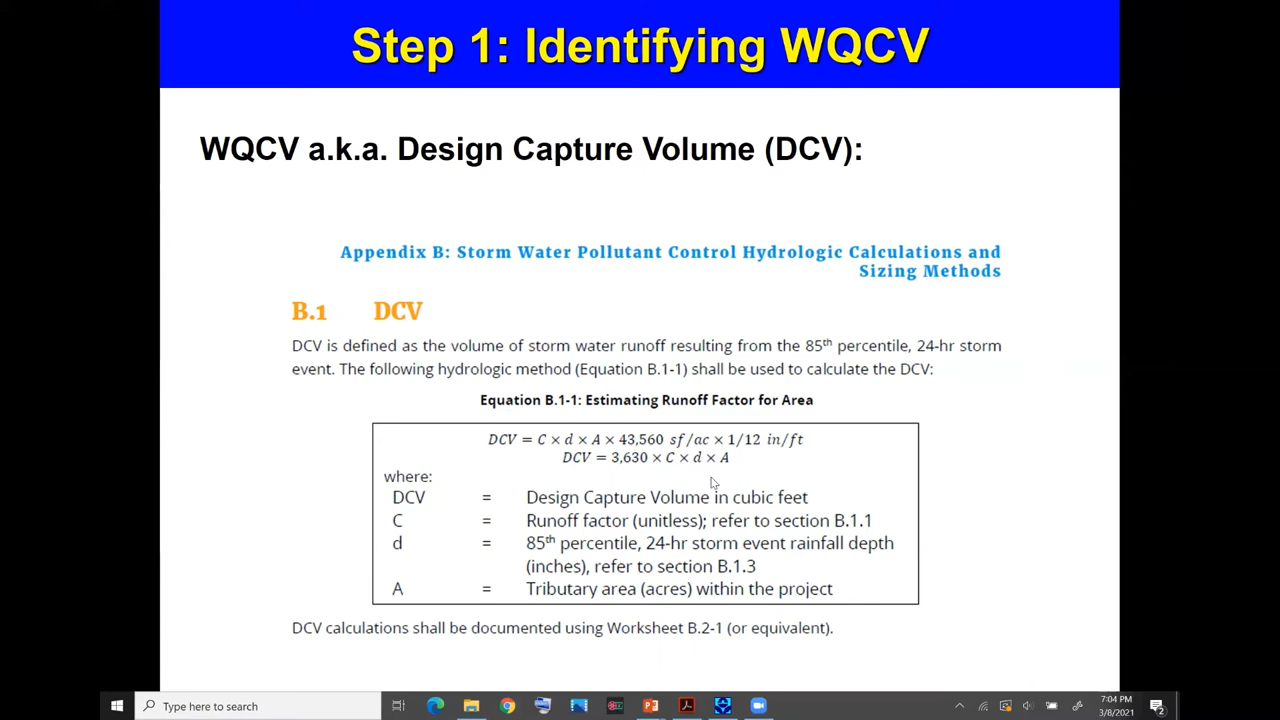 Step 1: Identifying WQCV
WQCV a.k.a. Design Capture Volume (DCV):
Appendix B: Storm Water Pollutant Control Hydrologic Calculations and
Sizing Methods
B.1 DCV
DCV is defined as the volume of storm water runoff resulting from the 85th percentile, 24-hr storm
event. The following hydrologic method (Equation B.1-1) shall be used to calculate the DCV:
Equation B.1-1: Estimating Runoff Factor for Area
DCV = C × d × A × 43,560 sf/ac × 1/12 in/ft
DCV = 3,630 × C × d × A
where:
DCV = Design Capture Volume in cubic feet
C = Runoff factor (unitless); refer to section B.1.1
d = 85th percentile, 24-hr storm event rainfall depth
(inches), refer to section B.1.3
A = Tributary area (acres) within the project
DCV calculations shall be documented using Worksheet B.2-1 (or equivalent).
Type here to search
7:04 PM
3/8/2021
2